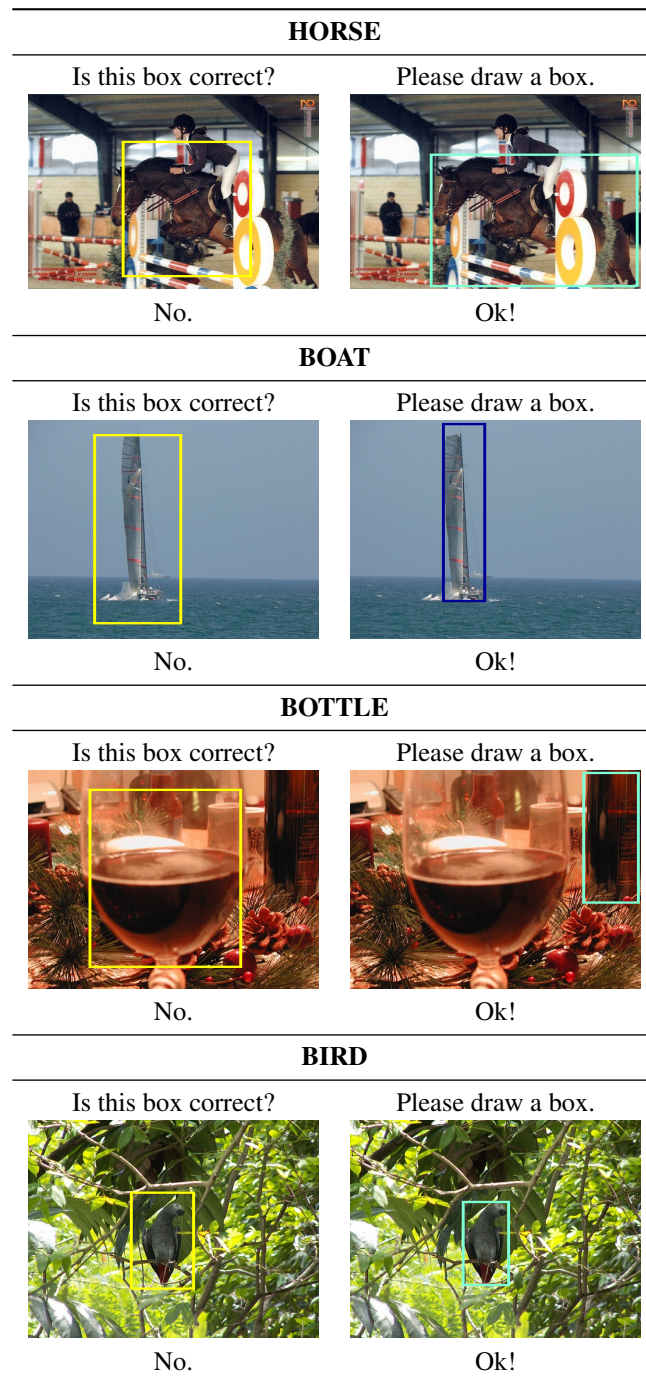 HORSE
Is this box correct? Please draw a box.
No. Ok!
BOAT
Is this box correct? Please draw a box.
No. Ok!
BOTTLE
Is this box correct? Please draw a box.
No. Ok!
BIRD
Is this box correct? Please draw a box.
No. Ok!